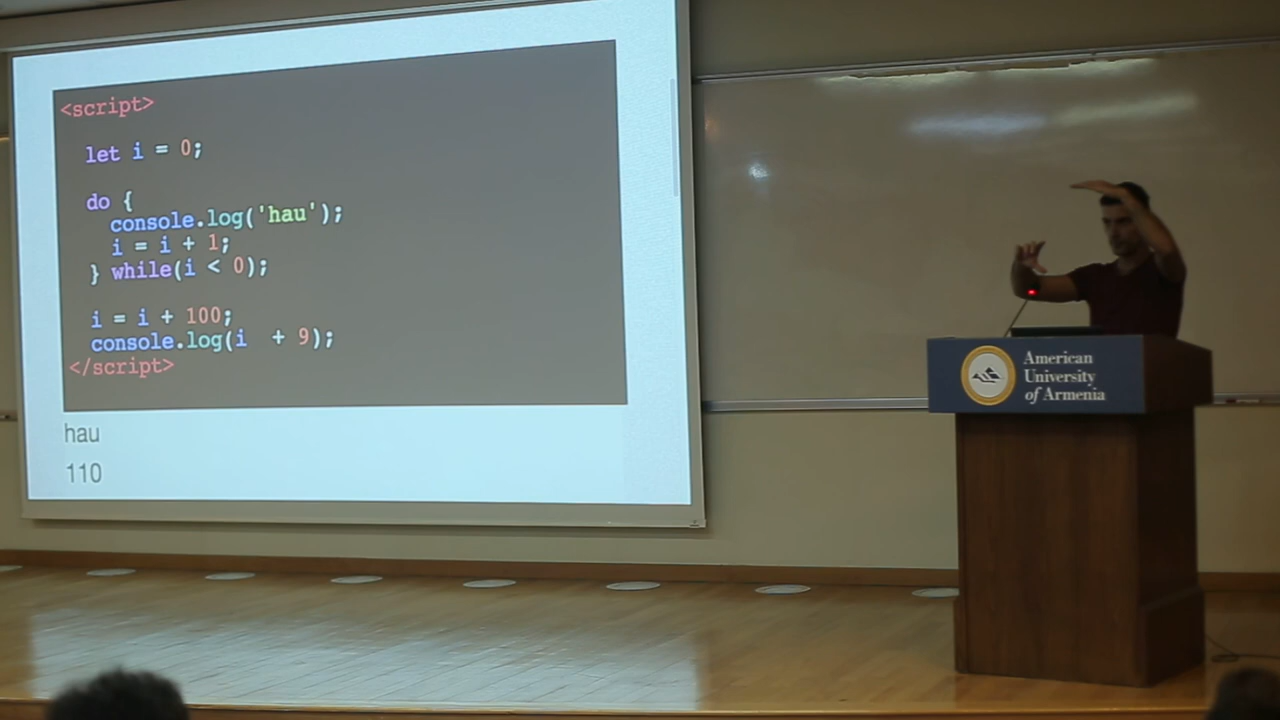 <script>
let i = 0;
do {
console.log('hau');
i = i + 1;
} while(i < 0);
i = i + 100;
console.log(i  + 9);
</script>
hau
110
American
University
of Armenia